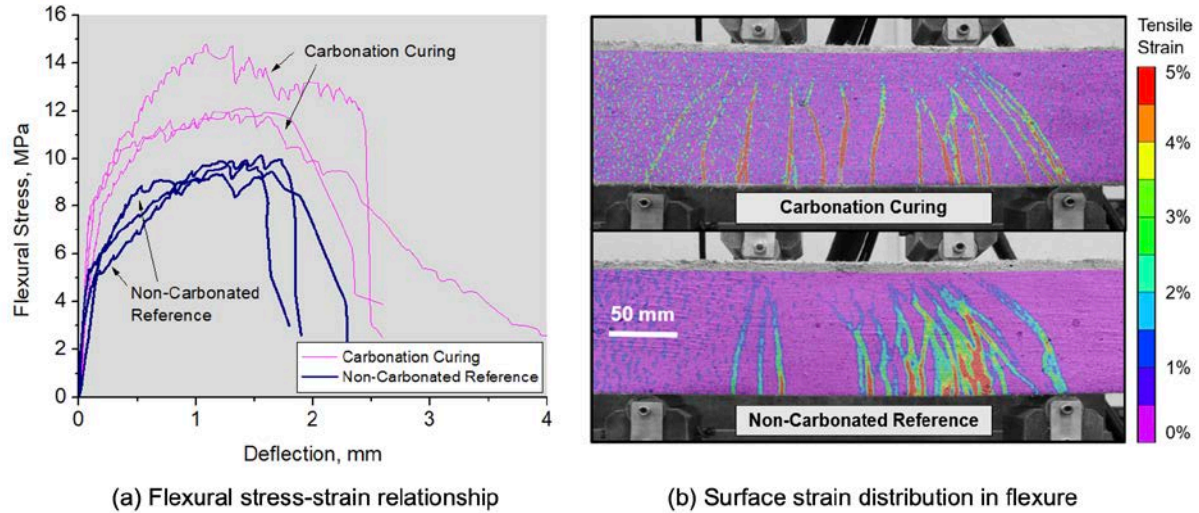 16
14
12
10
8
6
4
2
0
Flexural Stress, MPa
Carbonation Curing
Non-Carbonated
Reference
Carbonation Curing
Non-Carbonated Reference
0
1
2
3
4
Deflection, mm
(a) Flexural stress-strain relationship
Carbonation Curing
50 mm
Non-Carbonated Reference
Tensile
Strain
5%
4%
3%
2%
1%
0%
(b) Surface strain distribution in flexure